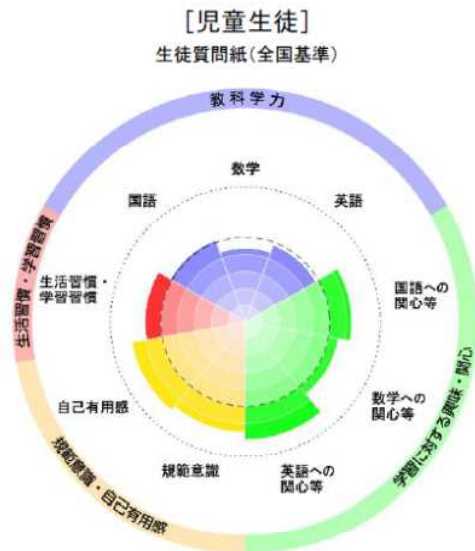 ［児童生徒］
生徒質問紙(全国基準)
教科学力
数学
国語
英語
生活習慣・学習習慣
生活習慣・
学習習慣
国語への
関心等
数学への
関心等
学習に対する興味・関心
自己有用感
規範意識
英語への
関心等
規範意識・自己有用感